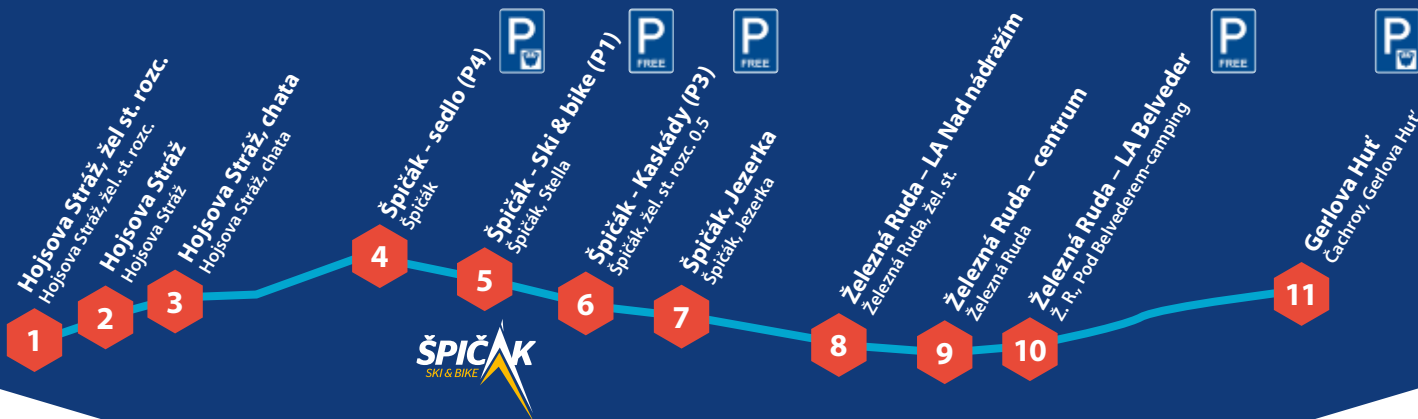 P
P
FREE
P
FREE
P
FREE
P
Hojsova Stráž, žel st. rozc.
Hojsova Stráž, žel. st. rozc.
Hojsova Stráž
Hojsova Stráž
Hojsova Stráž, chata
Hojsova Stráž, chata
Špičák - sedlo (P4)
Špičák
Špičák - Ski & bike (P1)
Špičák, Stella
Špičák - Kaskády (P3)
Špičák, žel. st. rozc. 0.5
Špičák, Jezerka
Špičák, Jezerka
Železná Ruda – LA Nad nádražím
Železná Ruda, žel. st.
Železná Ruda – centrum
Železná Ruda
Železná Ruda – LA Belveder
Ž. R., Pod Belvederem-camping
Gerlova Huť
Čachrov, Gerlova Huť
1
2
3
4
5
6
7
8
9
10
11
ŠPIČÁK
SKI & BIKE